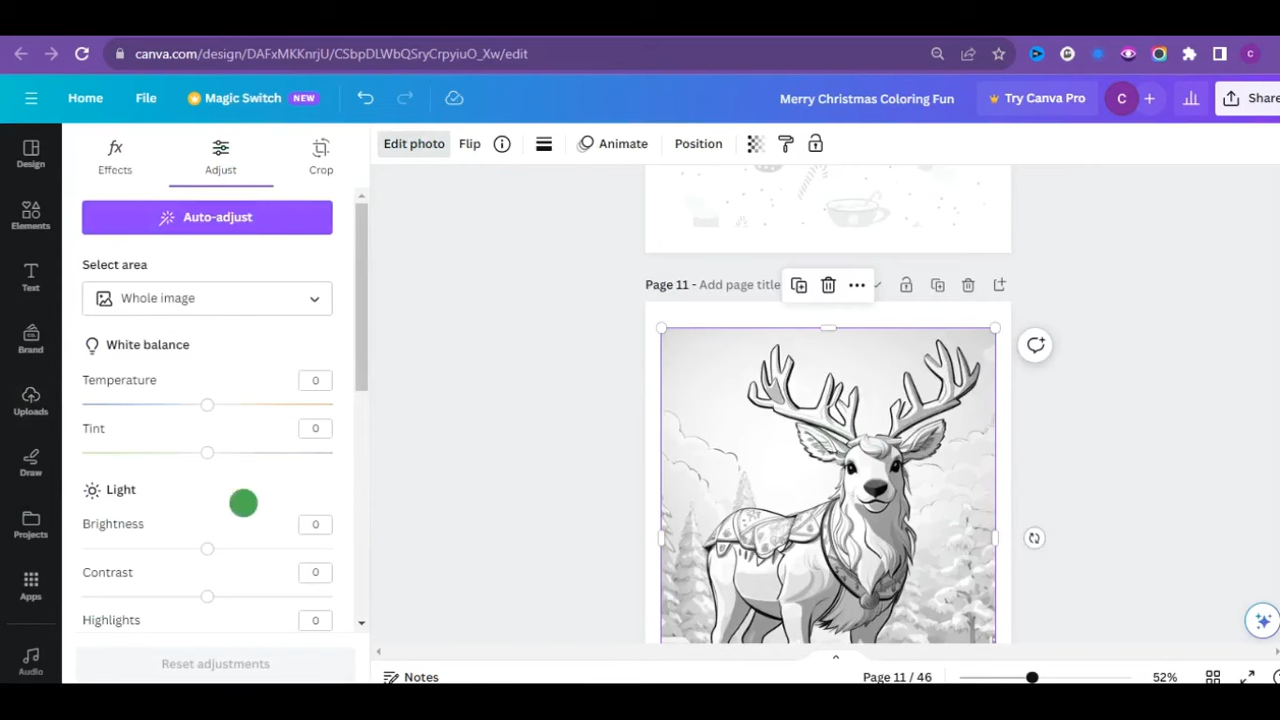 canva.com/design/DAFxMKKnrjU/CSbpDLWbQSryCrpyiuO_Xw/edit
C
Home
File
Magic Switch NEW
Merry Christmas Coloring Fun
Try Canva Pro
C
Share
Design
Elements
Text
Brand
Uploads
Draw
Projects
Apps
Audio
Effects
Adjust
Crop
Auto-adjust
Select area
Whole image
White balance
Temperature 0
Tint 0
Light
Brightness 0
Contrast 0
Highlights 0
Reset adjustments
Edit photo
Flip
Animate
Position
Page 11 - Add page title
Notes
Page 11 / 46
52%